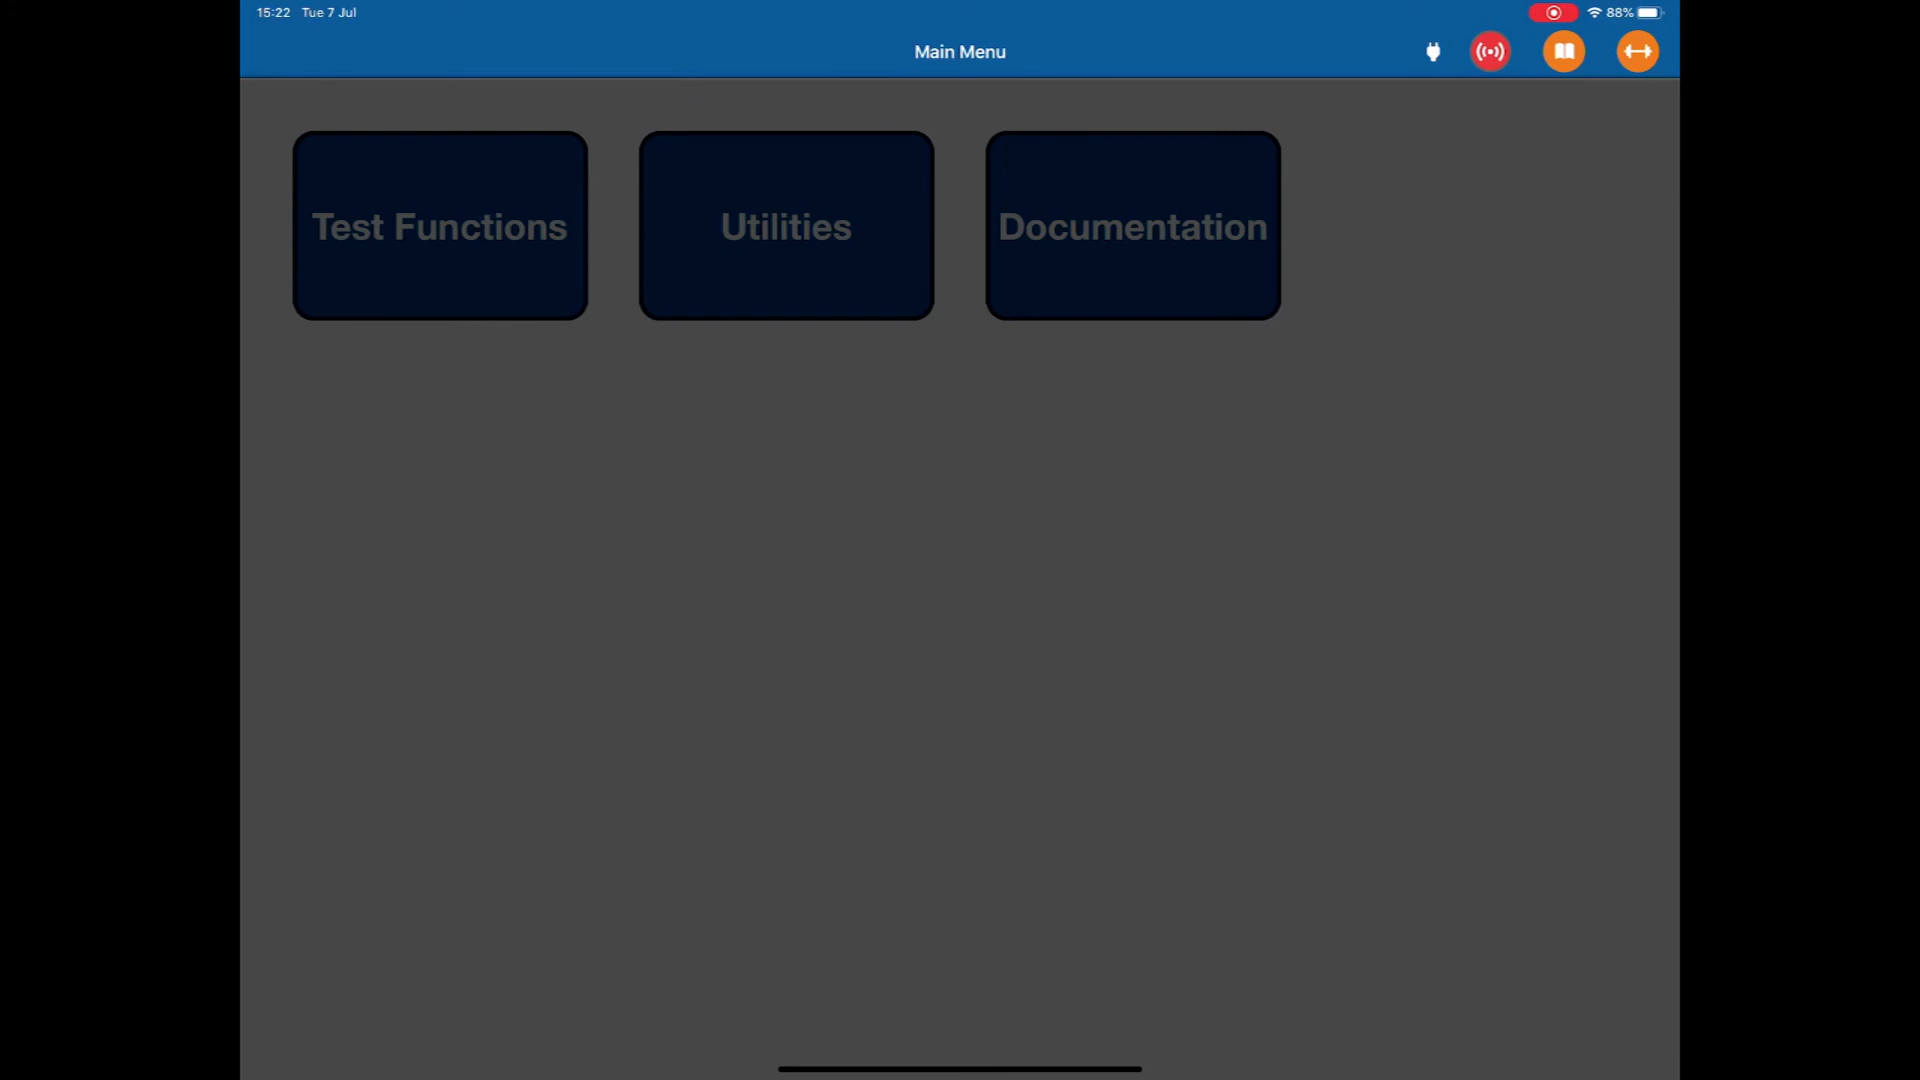 15:22 Tue 7 Jul
88%
Main Menu
Test Functions
Utilities
Documentation